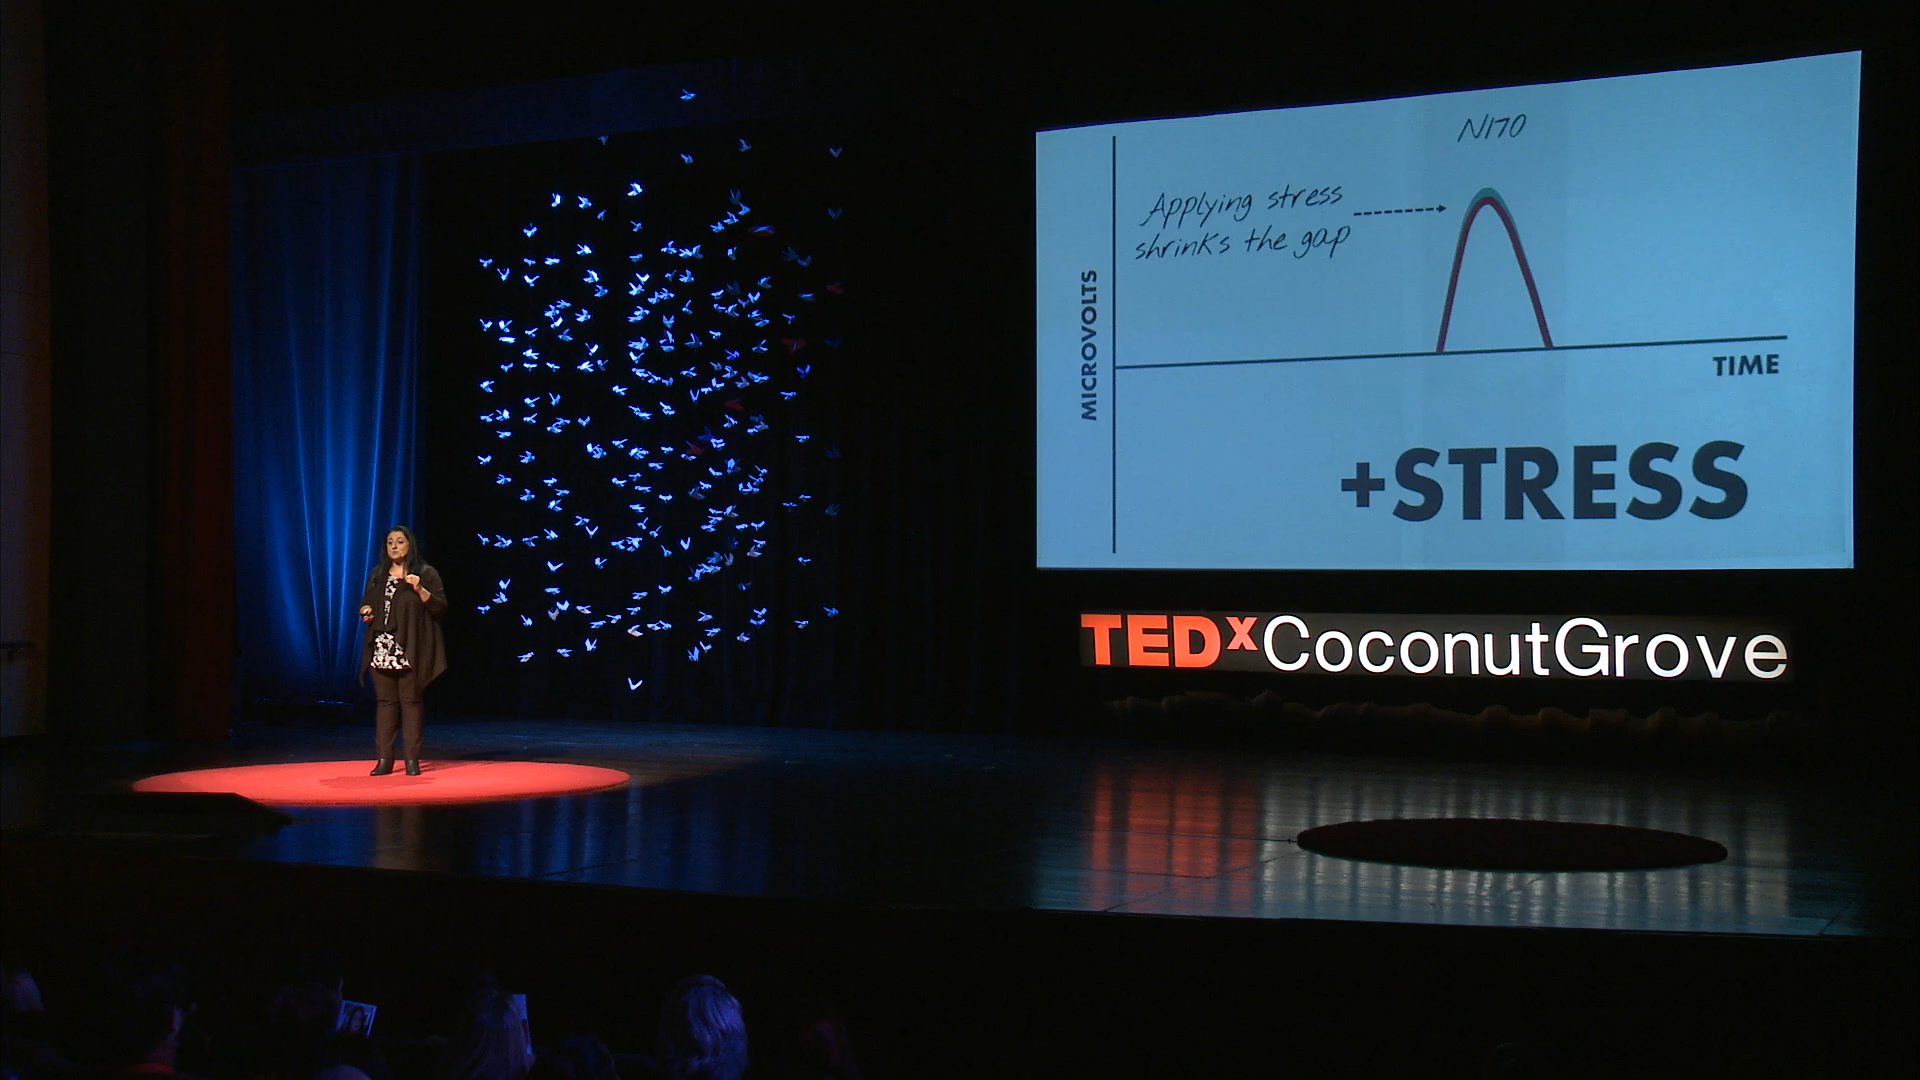 N170
Applying stress
shrinks the gap
MICROVOLTS
TIME
+STRESS
TEDxCoconutGrove